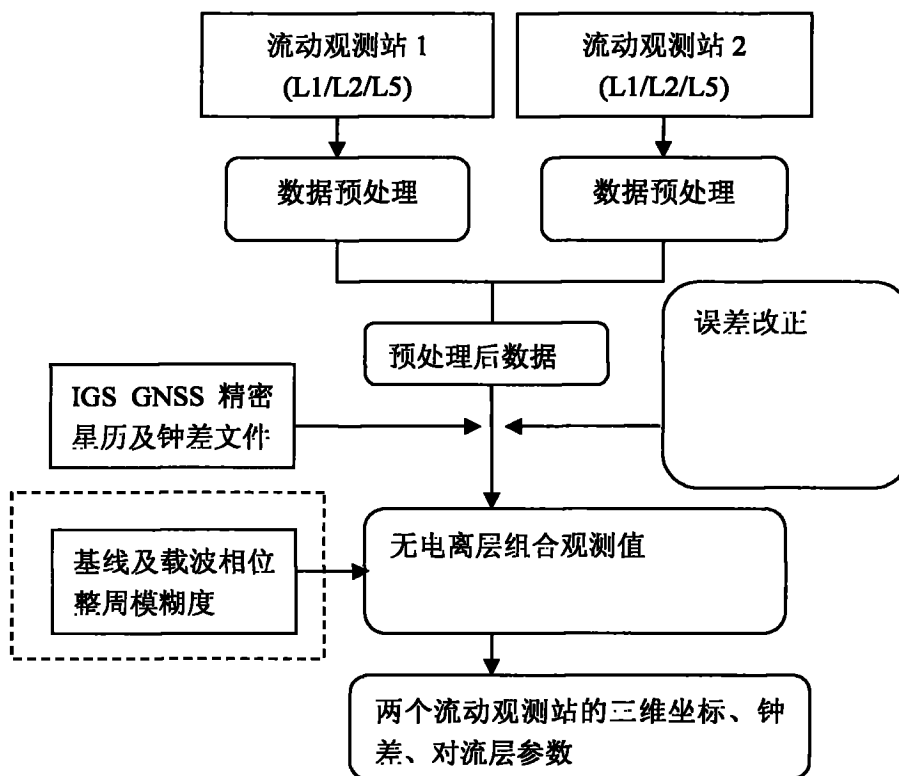 流动观测站 1
(L1/L2/L5)
流动观测站 2
(L1/L2/L5)
数据预处理
数据预处理
误差改正
预处理后数据
IGS GNSS 精密
星历及钟差文件
无电离层组合观测值
基线及载波相位
整周模糊度
两个流动观测站的三维坐标、钟
差、对流层参数